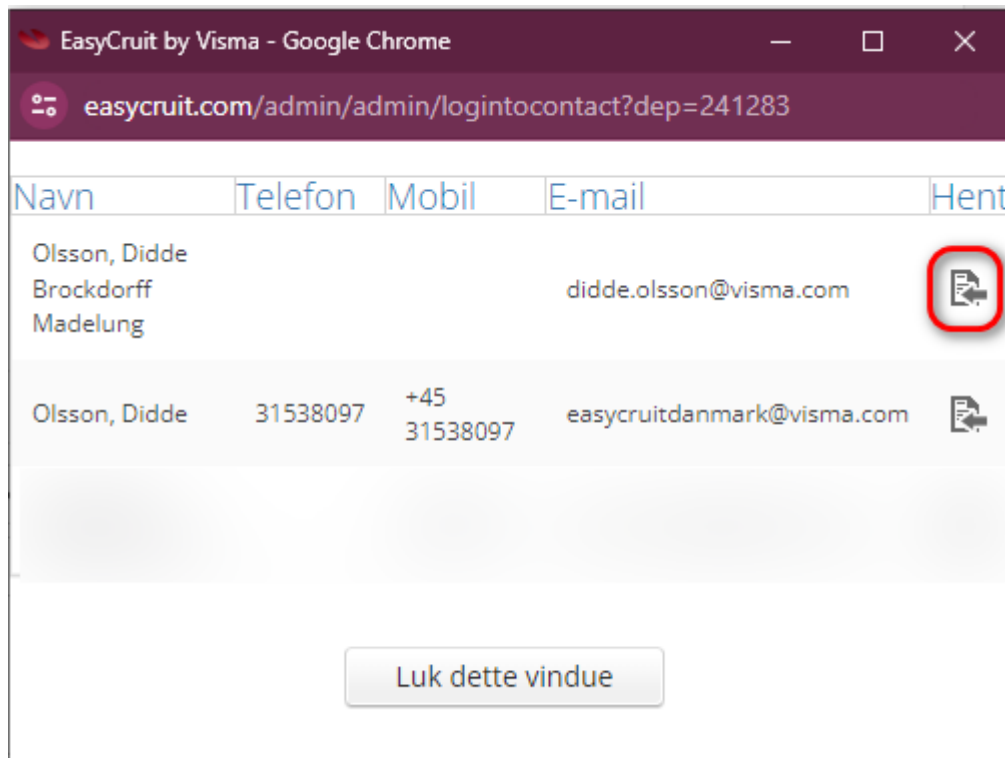 EasyCruit by Visma - Google Chrome
easycruit.com/admin/admin/logintocontact?dep=241283
Navn Telefon Mobil E-mail Hent
Olsson, Didde
Brockdorff
Madelung
didde.olsson@visma.com
Olsson, Didde
31538097
+45
31538097
easycruitdanmark@visma.com
Luk dette vindue